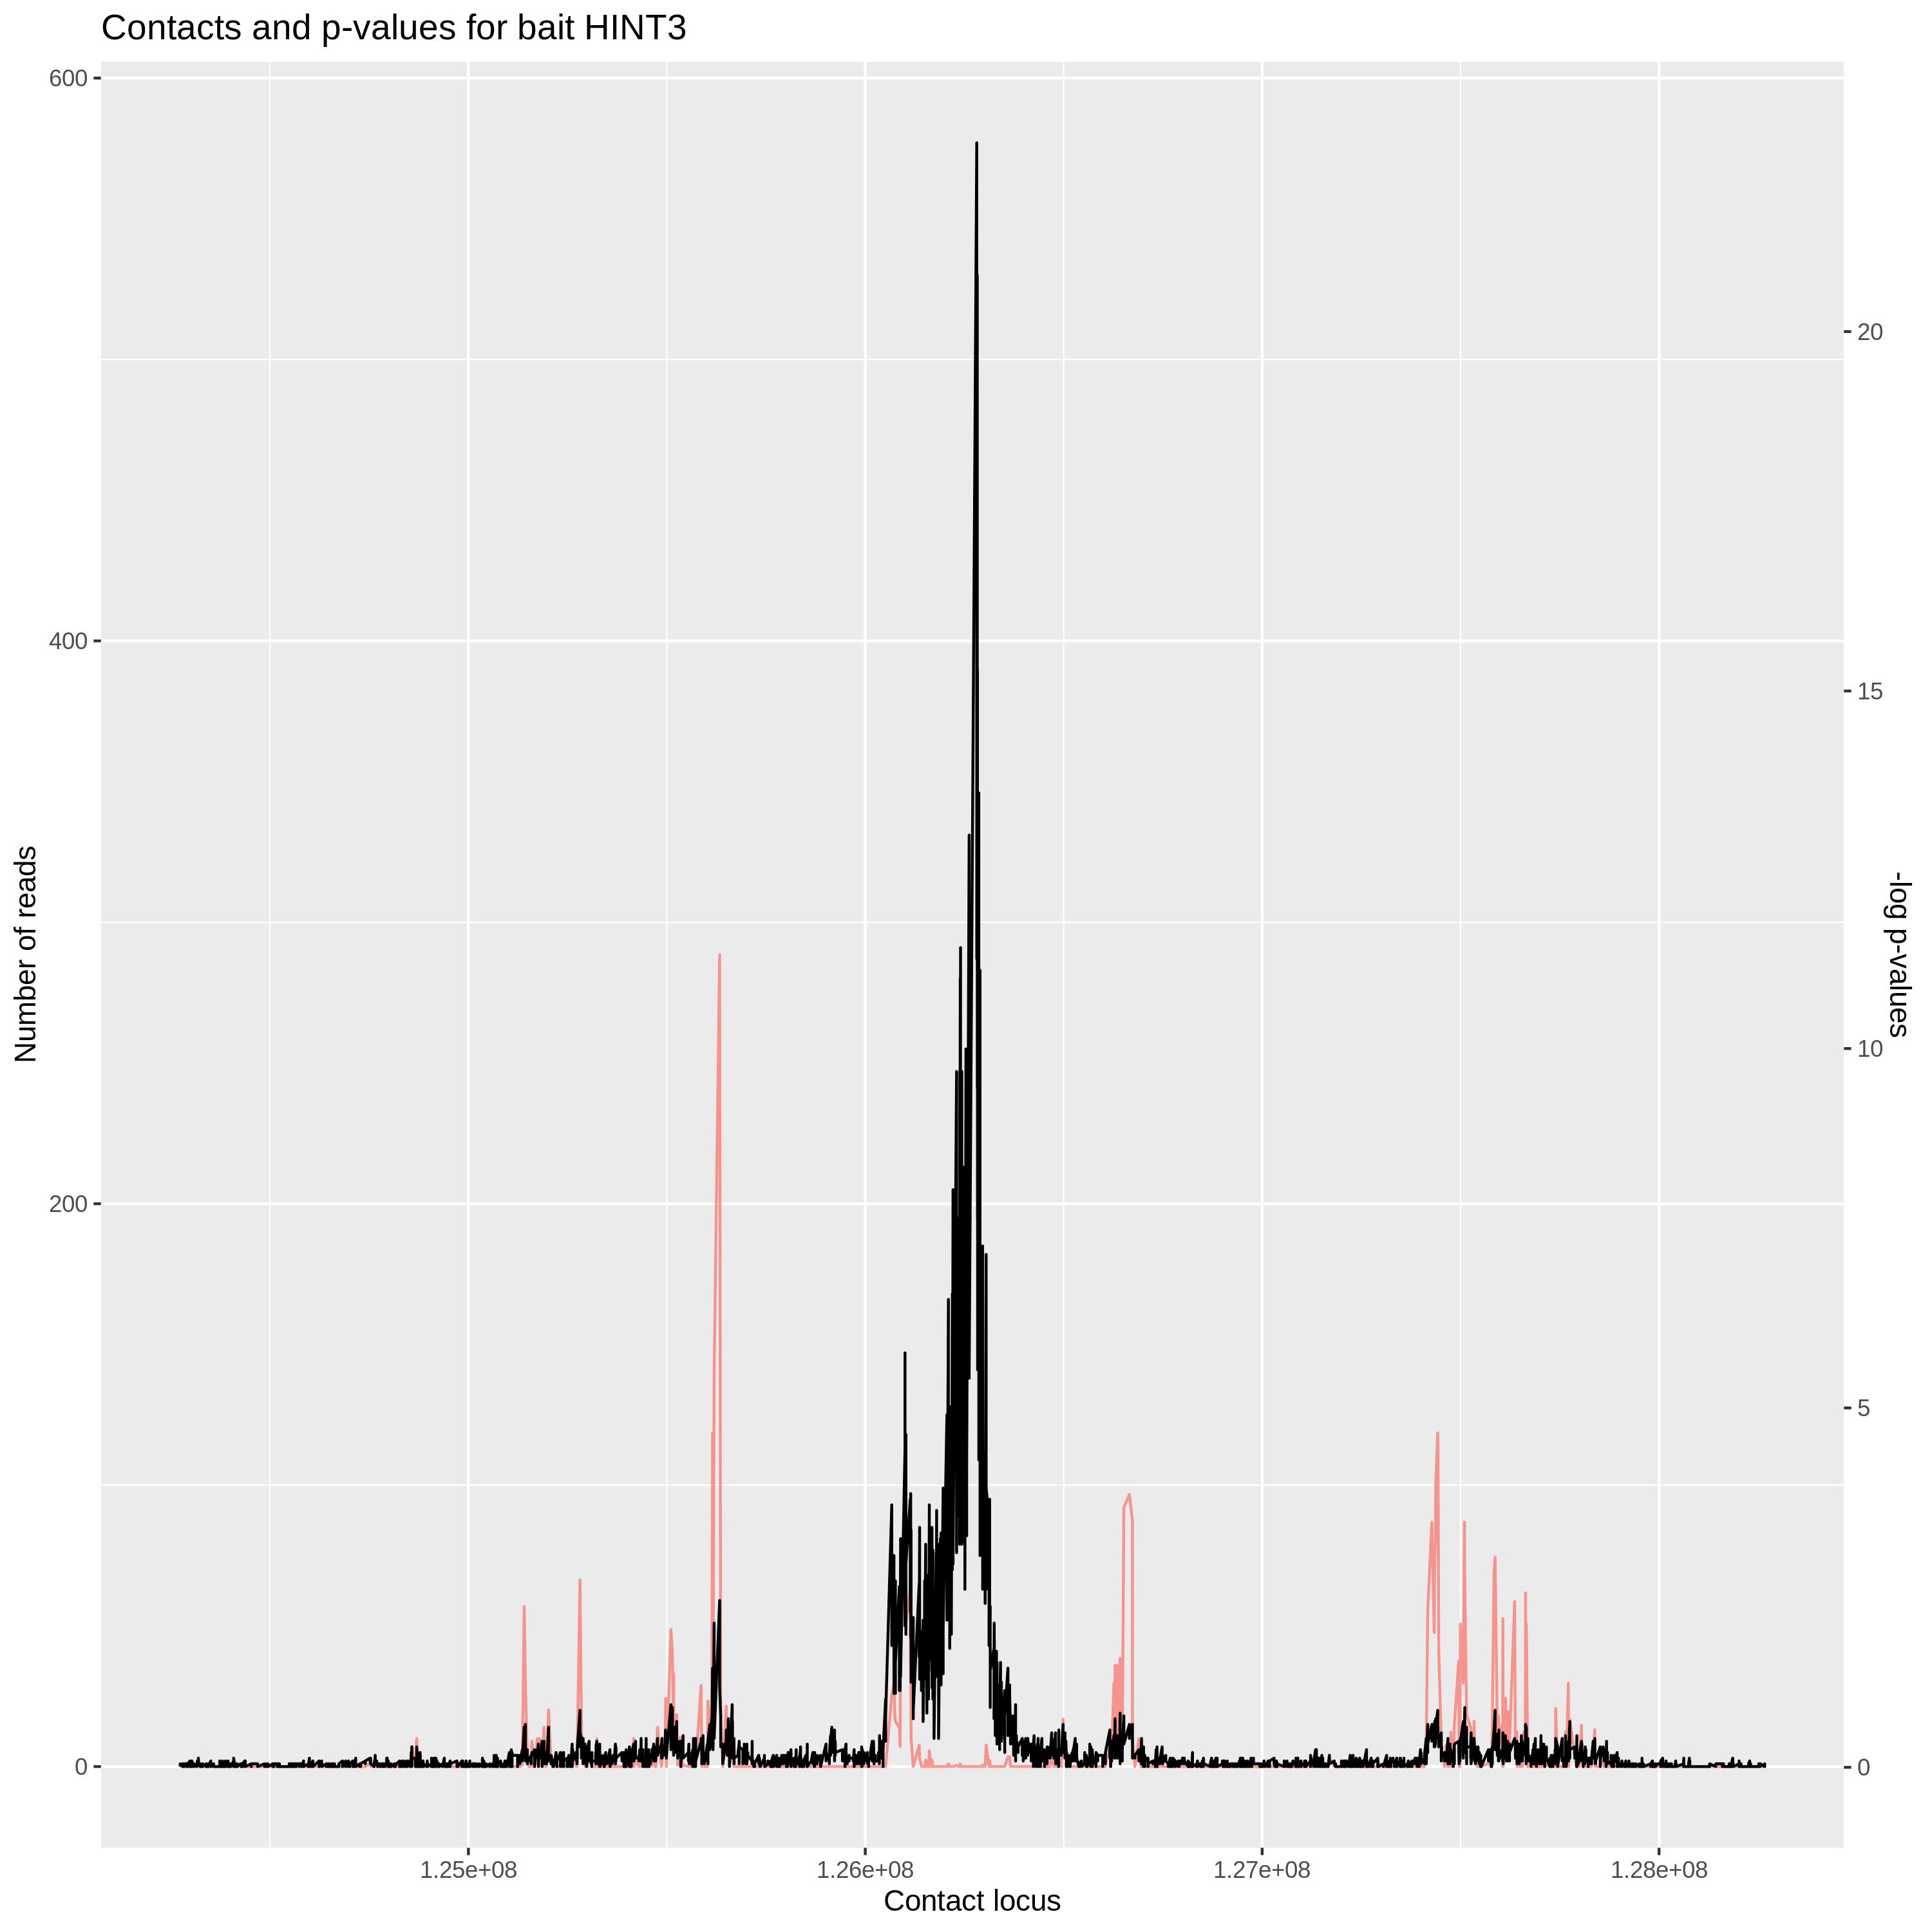 Contacts and p-values for bait HINT3
600
400
200
0
Number of reads
20
15
10
5
0
-log p-values
1.25e+08
1.26e+08
1.27e+08
1.28e+08
Contact locus